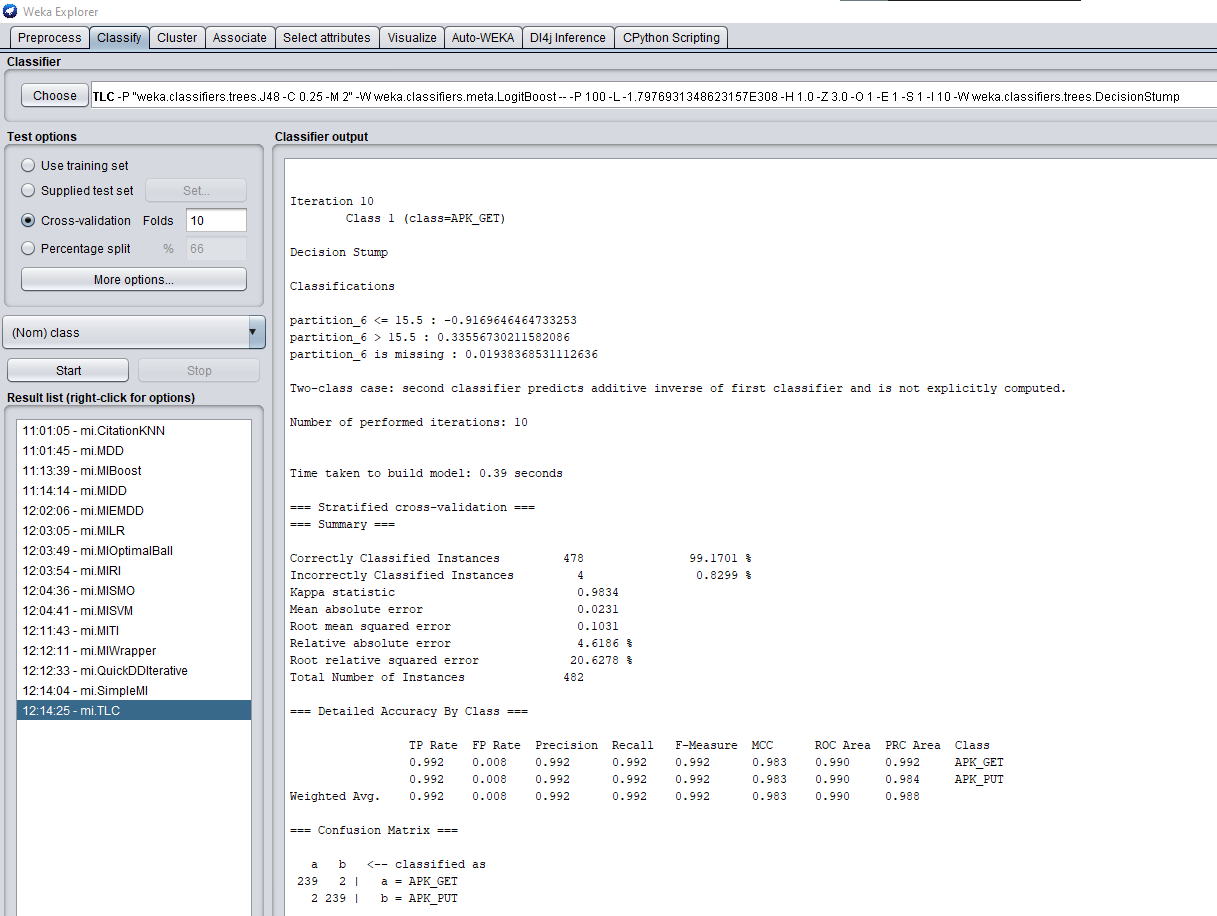 Weka Explorer
Preprocess Classify Cluster Associate Select attributes Visualize Auto-WEKA Dl4j Inference CPython Scripting
Classifier
Choose TLC -P "weka.classifiers.trees.J48 -C 0.25 -M 2" -W weka.classifiers.meta.LogitBoost -- -P 100 -L -1.7976931348623157E308 -H 1.0 -Z 3.0 -O 1 -E 1 -S 1 -I 10 -W weka.classifiers.trees.DecisionStump
Test options
Use training set
Supplied test set Set...
Cross-validation Folds 10
Percentage split % 66
More options...
(Nom) class
Start Stop
Result list (right-click for options)
11:01:05 - mi.CitationKNN
11:01:45 - mi.MDD
11:13:39 - mi.MIBoost
11:14:14 - mi.MIDD
12:02:06 - mi.MIEMDD
12:03:05 - mi.MILR
12:03:49 - mi.MIOptimalBall
12:03:54 - mi.MIRI
12:04:36 - mi.MISMO
12:04:41 - mi.MISVM
12:11:43 - mi.MITI
12:12:11 - mi.MIWrapper
12:12:33 - mi.QuickDDIterative
12:14:04 - mi.SimpleMI
12:14:25 - mi.TLC
Classifier output
Iteration 10
Class 1 (class=APK_GET)
Decision Stump
Classifications
partition_6 <= 15.5 : -0.9169646464733253
partition_6 > 15.5 : 0.33556730211582086
partition_6 is missing : 0.01938368531112636
Two-class case: second classifier predicts additive inverse of first classifier and is not explicitly computed.
Number of performed iterations: 10
Time taken to build model: 0.39 seconds
=== Stratified cross-validation ===
=== Summary ===
Correctly Classified Instances 478 99.1701 %
Incorrectly Classified Instances 4 0.8299 %
Kappa statistic 0.9834
Mean absolute error 0.0231
Root mean squared error 0.1031
Relative absolute error 4.6186 %
Root relative squared error 20.6278 %
Total Number of Instances 482
=== Detailed Accuracy By Class ===
TP Rate FP Rate Precision Recall F-Measure MCC ROC Area PRC Area Class
0.992 0.008 0.992 0.992 0.992 0.983 0.990 0.992 APK_GET
0.992 0.008 0.992 0.992 0.992 0.983 0.990 0.984 APK_PUT
Weighted Avg. 0.992 0.008 0.992 0.992 0.992 0.983 0.990 0.988
=== Confusion Matrix ===
a b <-- classified as
239 2 | a = APK_GET
2 239 | b = APK_PUT